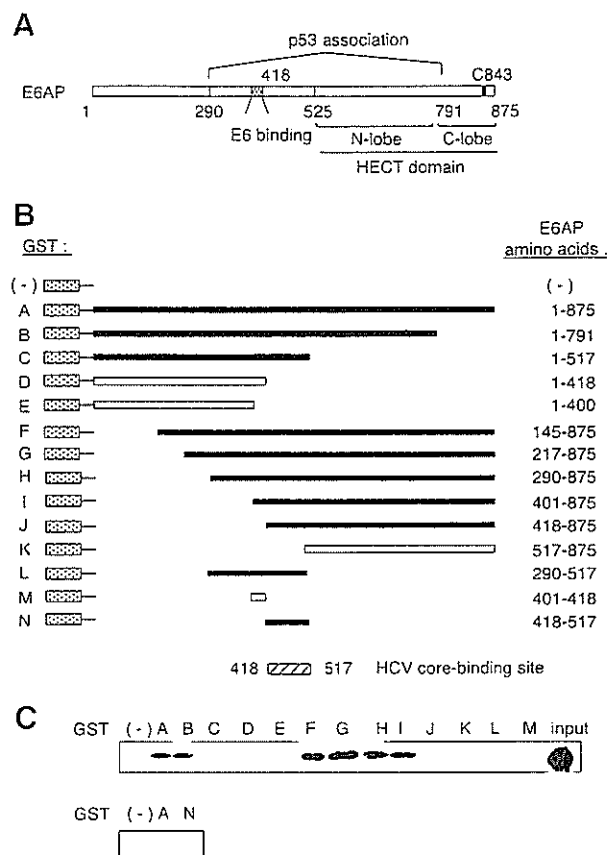 A
p53 association
418
C843
E6AP
1
290
525
791
875
E6 binding
N-lobe
C-lobe
HECT domain
B
GST :
E6AP
amino acids .
(-)
(-)
A
1-875
B
1-791
C
1-517
D
1-418
E
1-400
F
145-875
G
217-875
H
290-875
I
401-875
J
418-875
K
517-875
L
290-517
M
401-418
N
418-517
418
517
HCV core-binding site
C
GST (-) A B C D E F G H I J K L M input
GST (-) A N